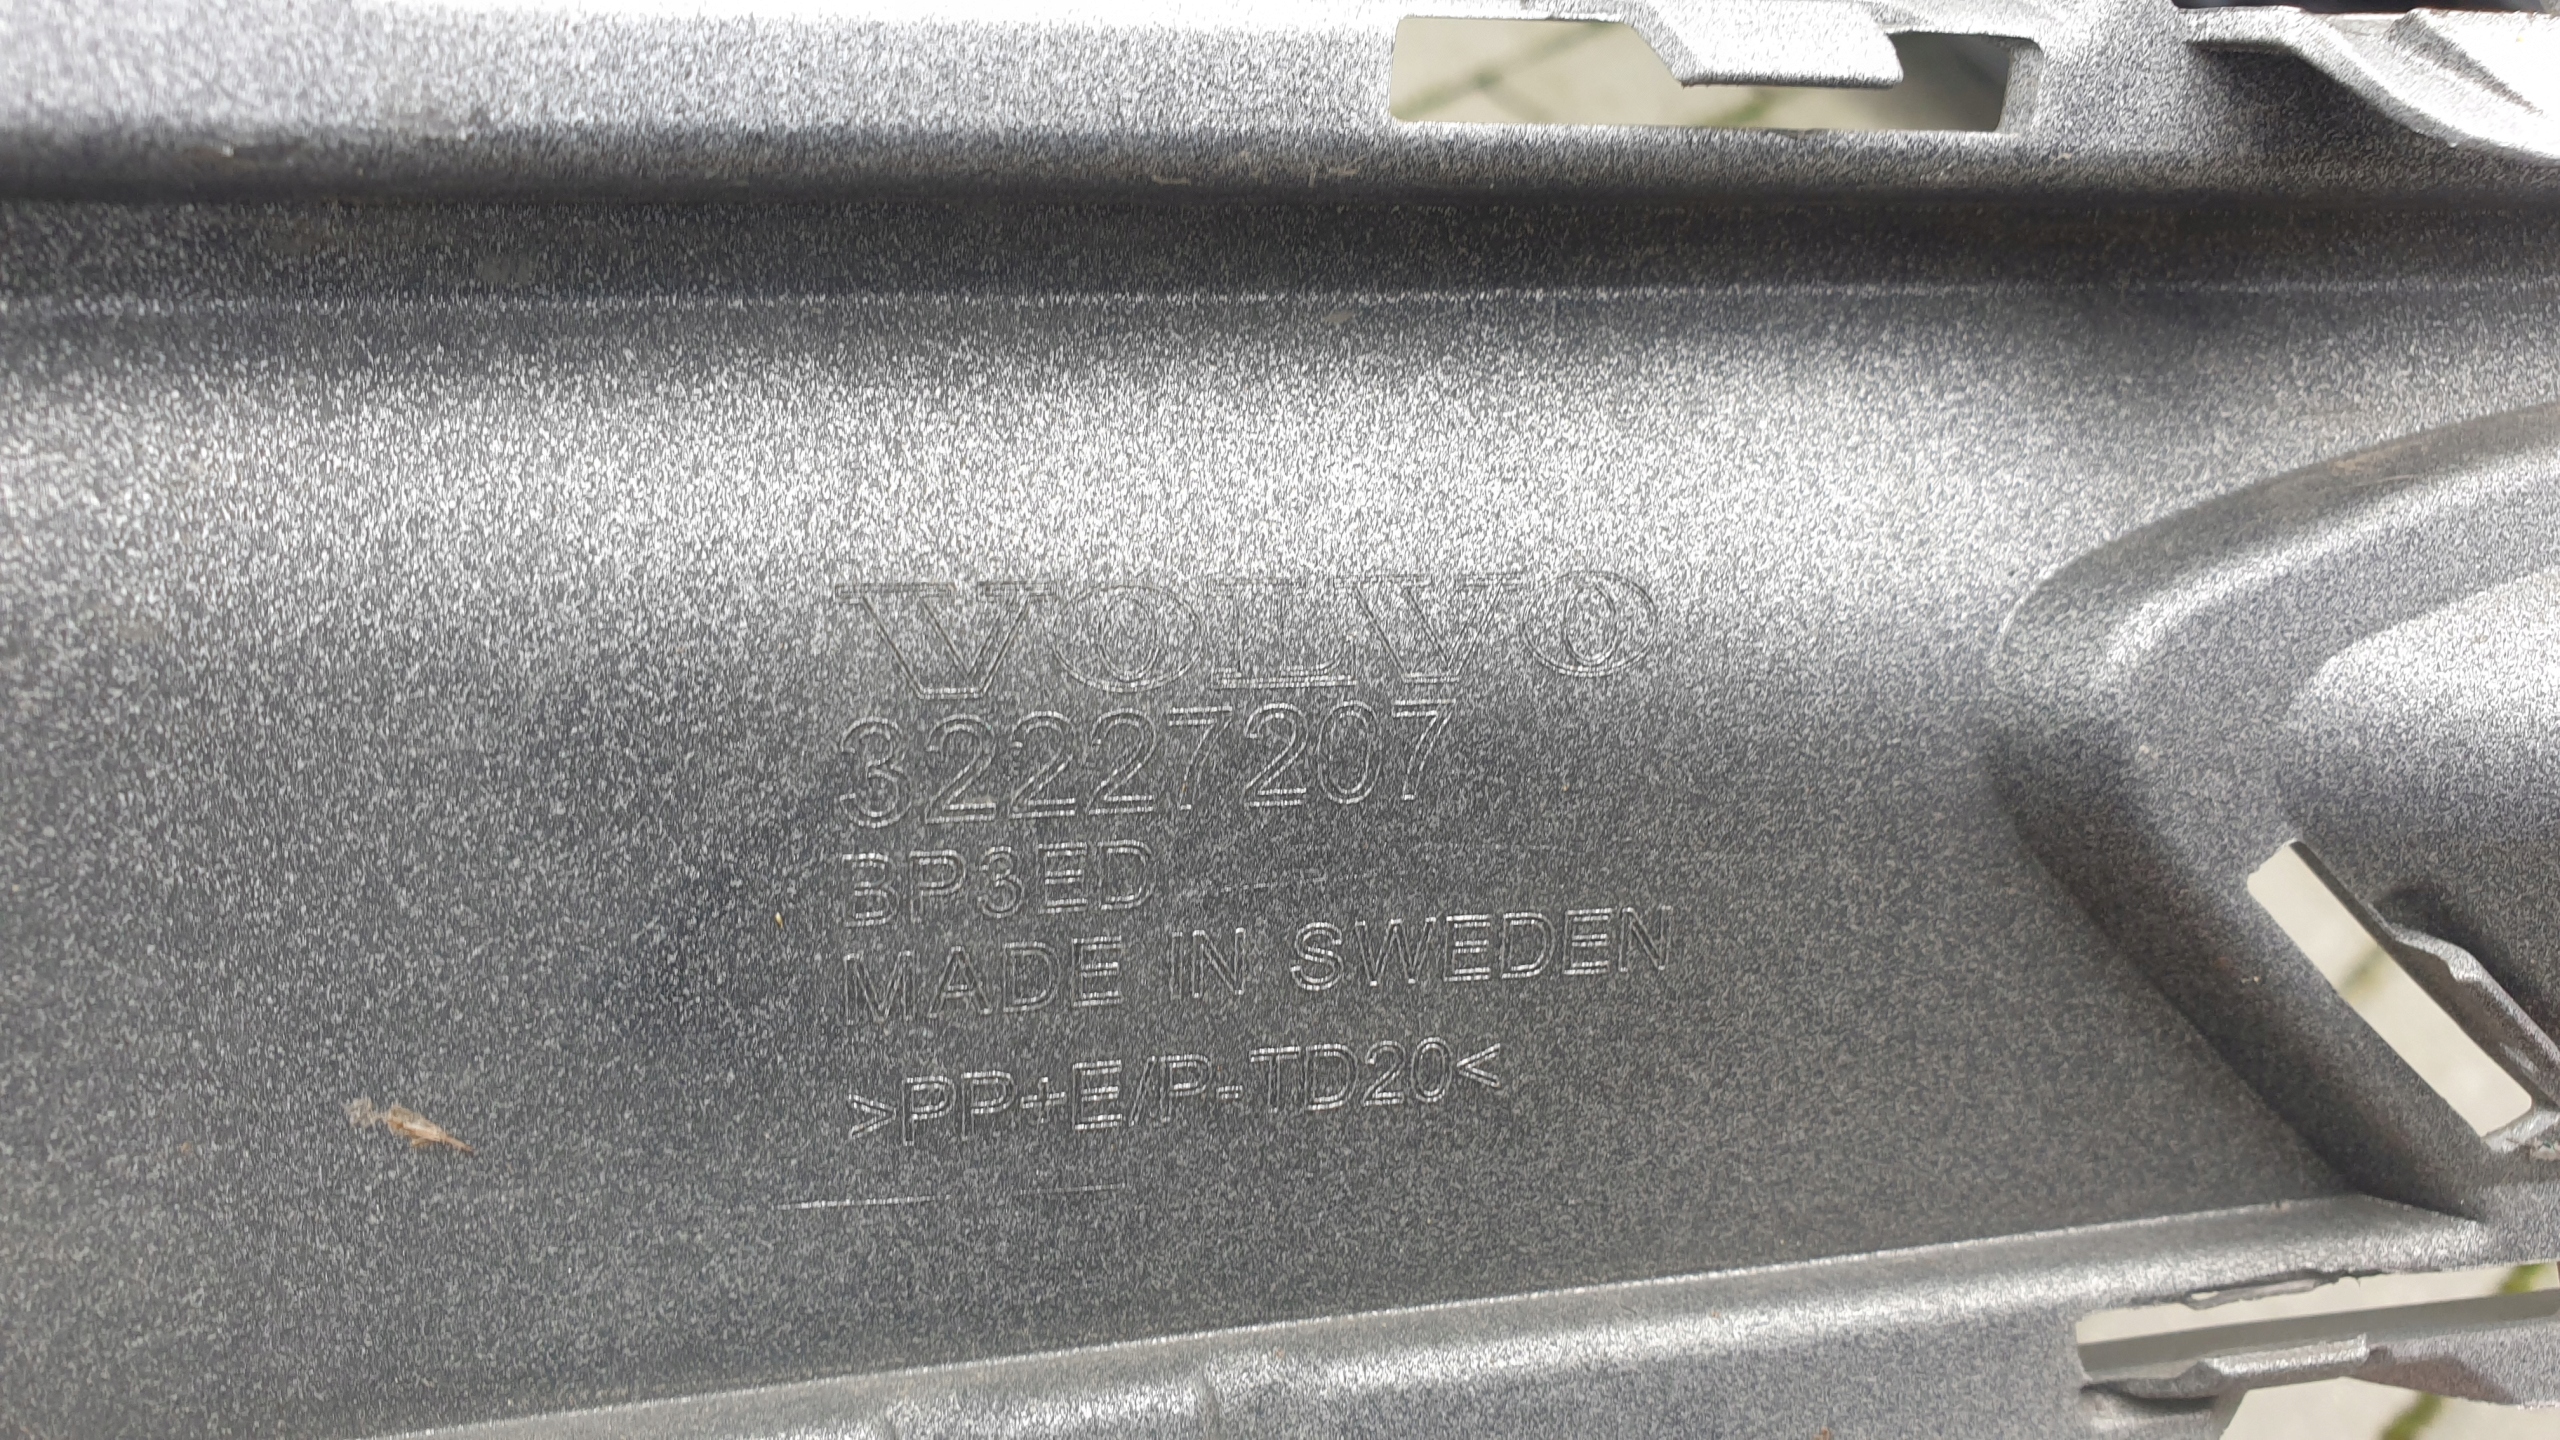 VOLVO
32227207
BP3ED
MADE IN SWEDEN
>PP+E/P-TD20<